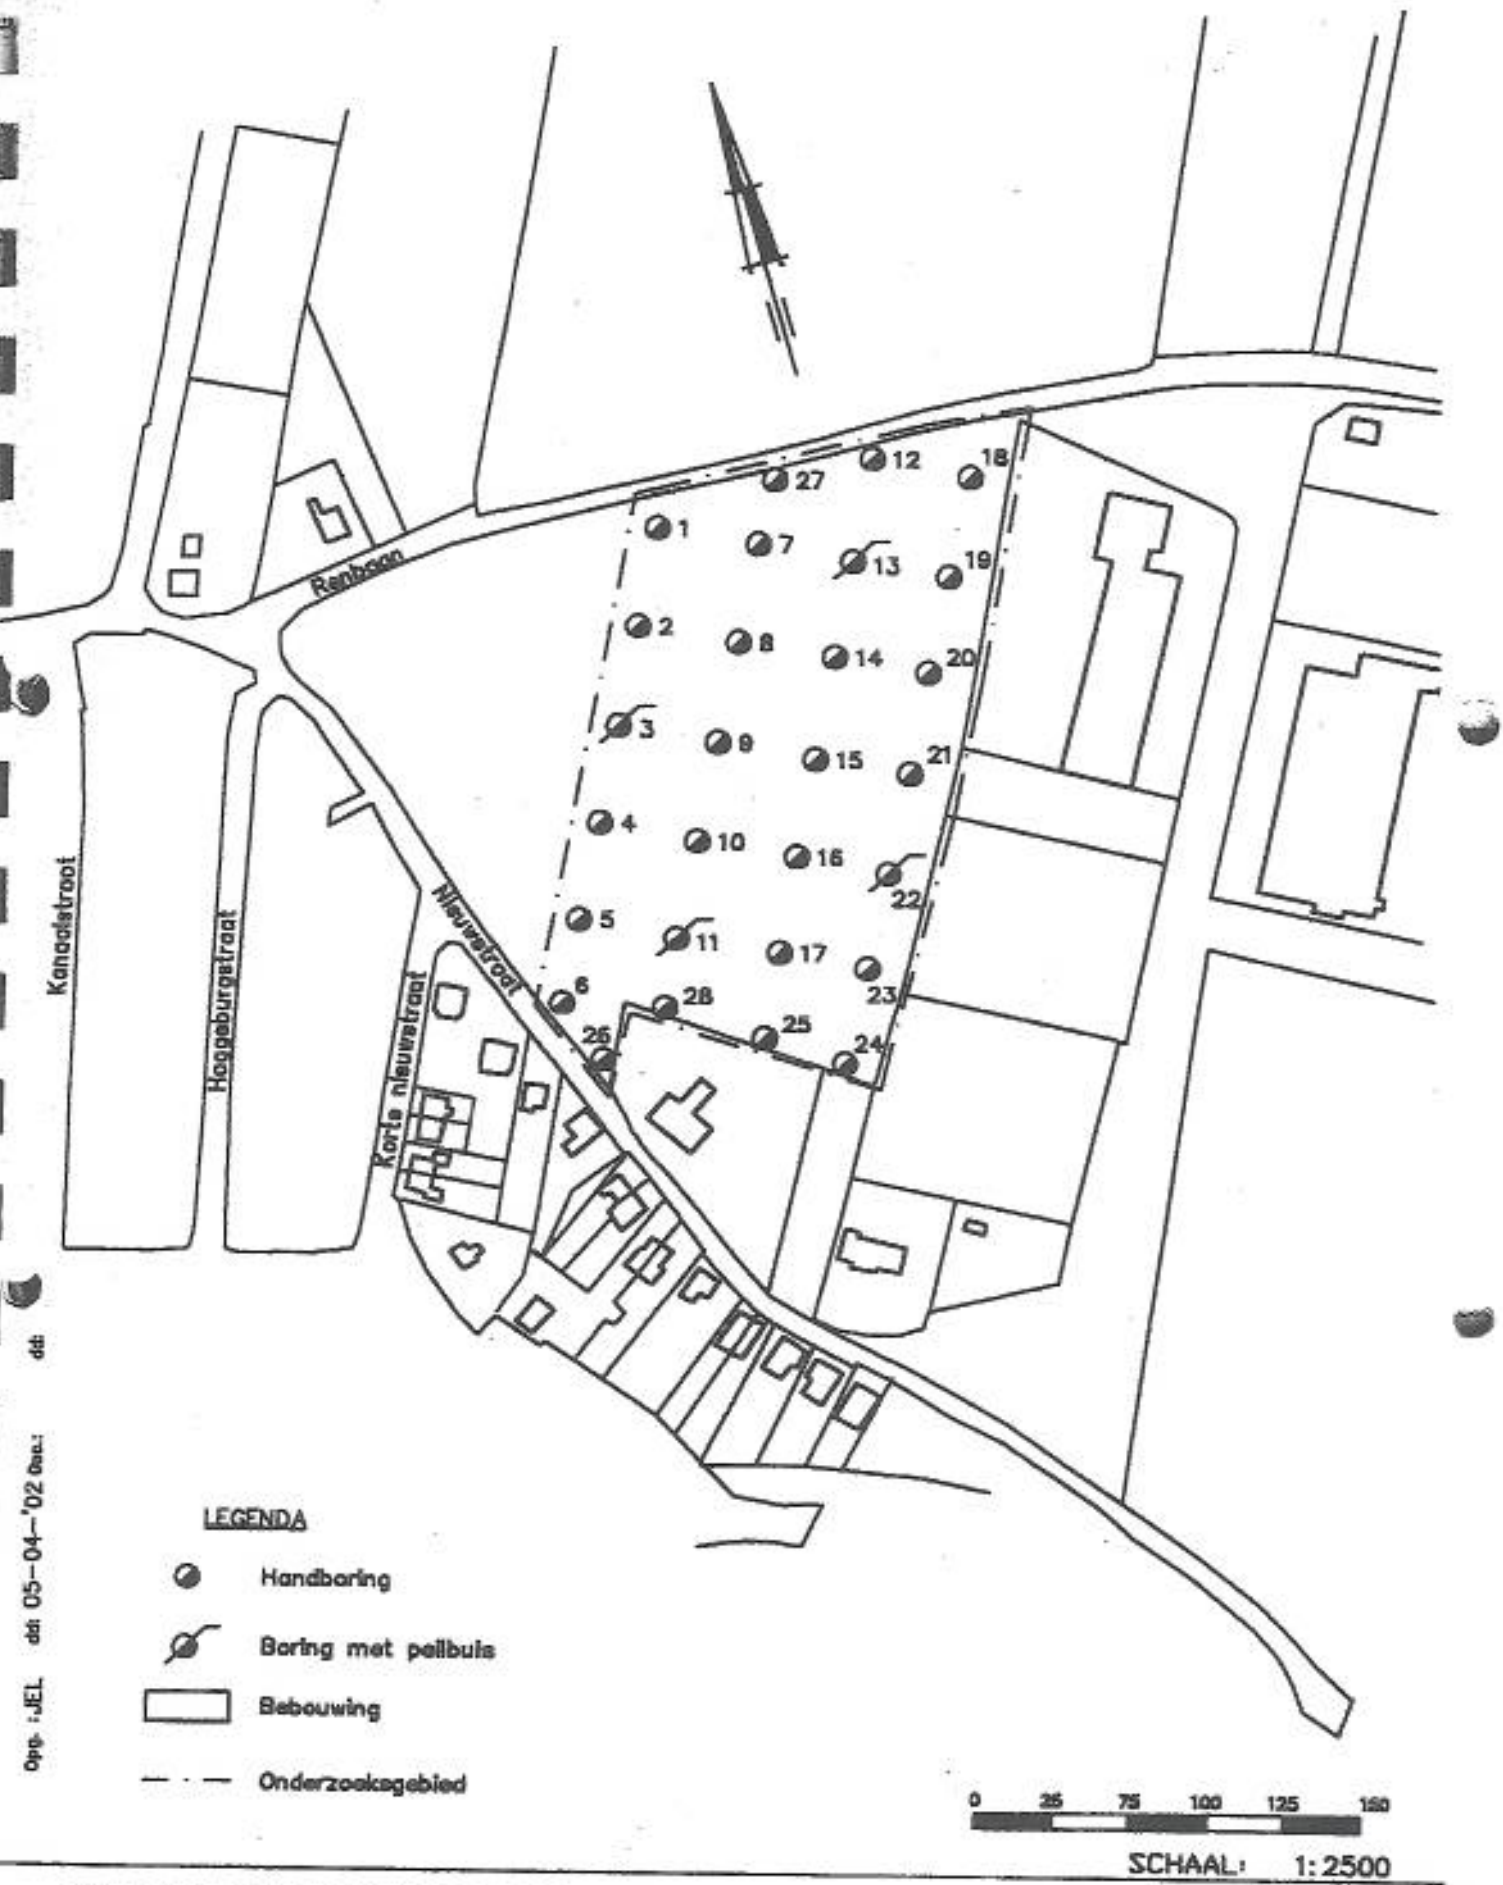 12
18
27
1
7
13
19
Renbaan
2
8
14
20
3
9
15
21
4
10
16
22
Kanaalstraat
Hoggeburgstraat
Nieuwstraat
5
11
17
23
6
28
25
24
26
Korte nieuwstraat
dd:
Opg. :JEL dd: 05-04-'02
LEGENDA
Handboring
Boring met peilbuis
Bebouwing
Onderzoeksgebied
0 25 75 100 125 150
SCHAAL: 1:2500